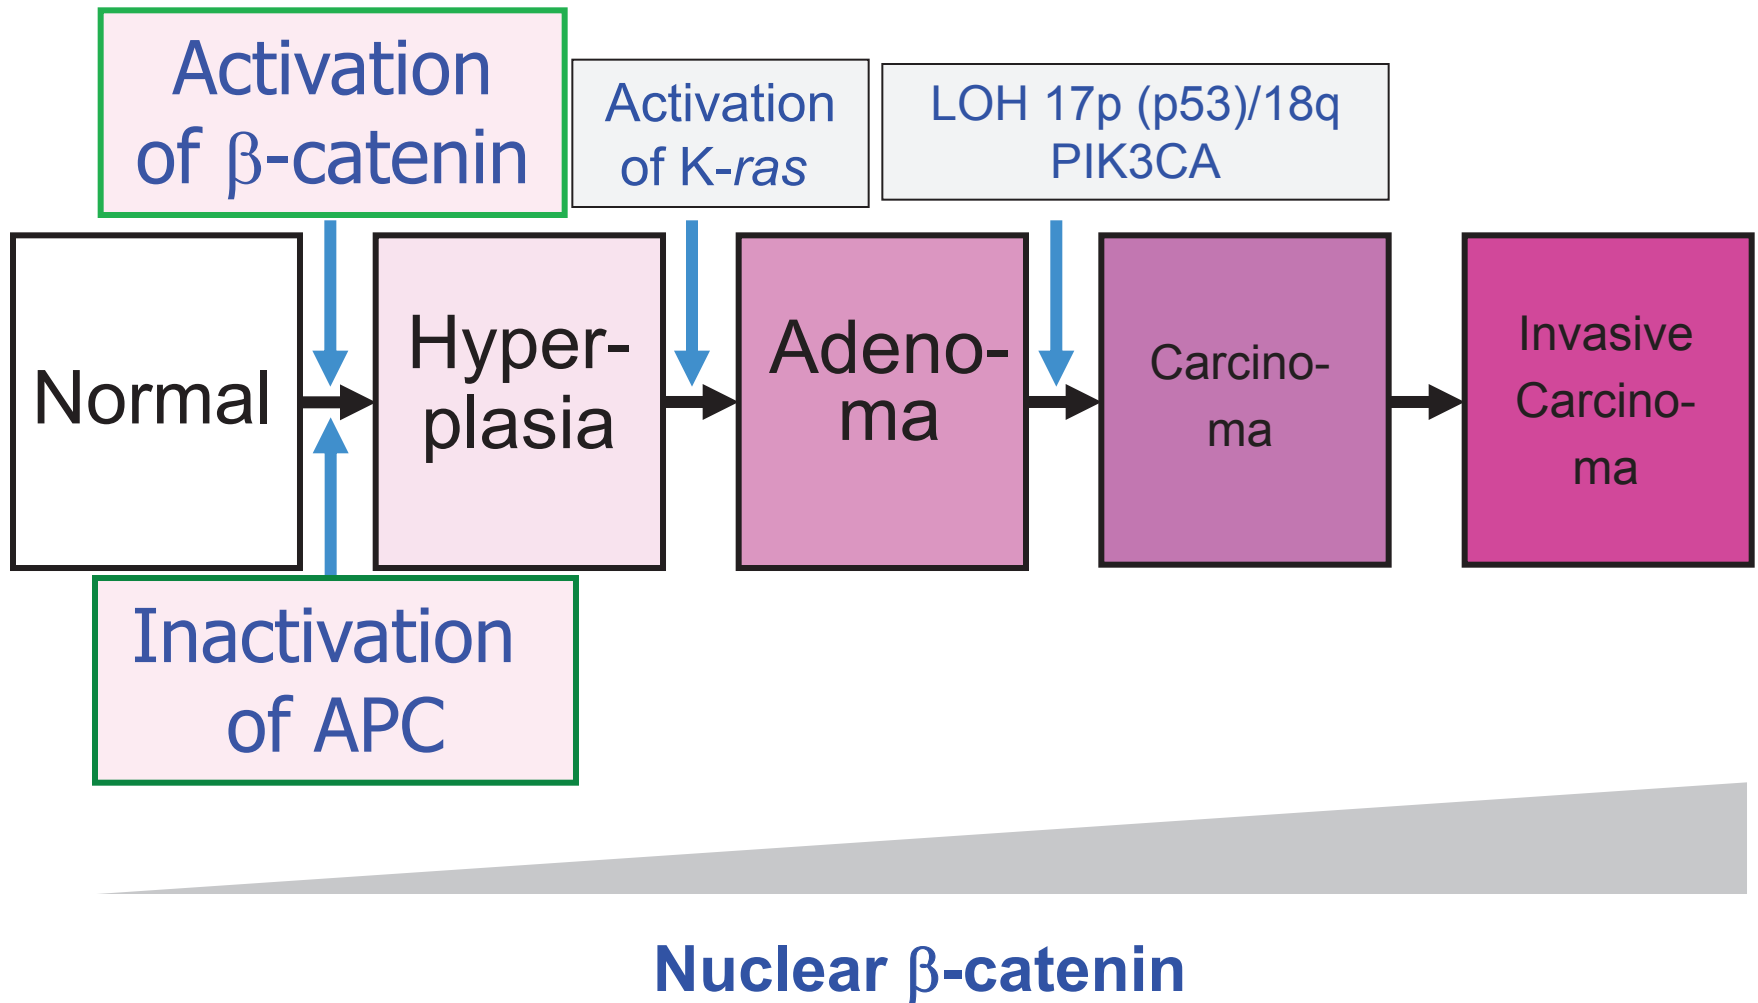 Activation
of β-catenin
Activation
of K-ras
LOH 17p (p53)/18q
PIK3CA
Normal
Hyper-
plasia
Adeno-
ma
Carcino-
ma
Invasive
Carcino-
ma
Inactivation
of APC
Nuclear β-catenin